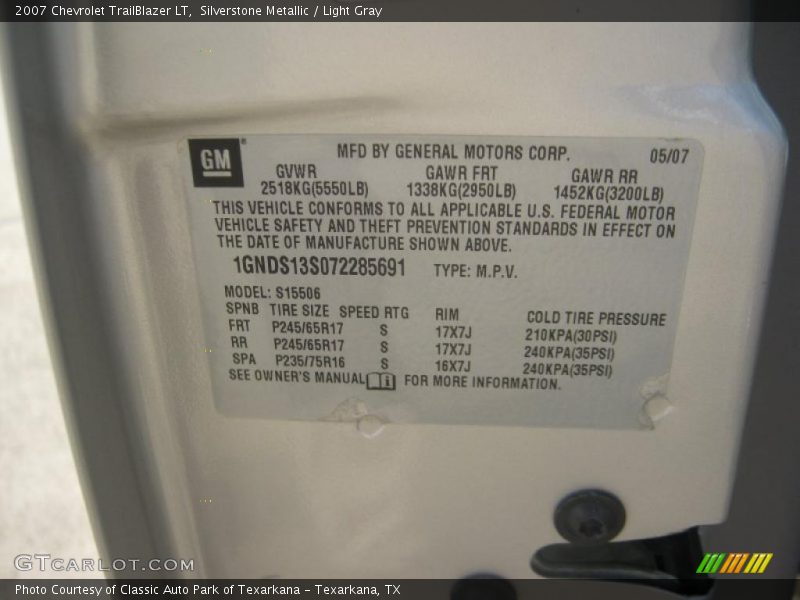 2007 Chevrolet TrailBlazer LT, Silverstone Metallic / Light Gray
GM
MFD BY GENERAL MOTORS CORP. 05/07
GVWR GAWR FRT GAWR RR
2518KG(5550LB) 1338KG(2950LB) 1452KG(3200LB)
THIS VEHICLE CONFORMS TO ALL APPLICABLE U.S. FEDERAL MOTOR
VEHICLE SAFETY AND THEFT PREVENTION STANDARDS IN EFFECT ON
THE DATE OF MANUFACTURE SHOWN ABOVE.
1GNDS13S072285691 TYPE: M.P.V.
MODEL: S15506
SPNB TIRE SIZE SPEED RTG RIM COLD TIRE PRESSURE
FRT P245/65R17 S 17X7J 210KPA(30PSI)
RR P245/65R17 S 17X7J 240KPA(35PSI)
SPA P235/75R16 S 16X7J 240KPA(35PSI)
SEE OWNER'S MANUAL FOR MORE INFORMATION.
GTCARLOT.COM
Photo Courtesy of Classic Auto Park of Texarkana - Texarkana, TX